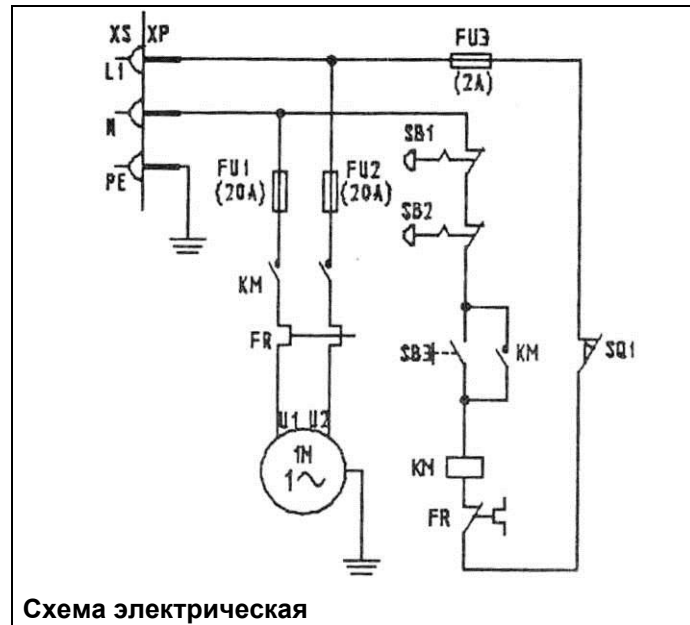 XS XP
L1
FU3
(2A)
N
SB1
PE
FU1
(20A)
FU2
(20A)
SB2
KM
SB3
KM
SQ1
FR
U1 U2
1M
1~
KM
FR
Схема электрическая